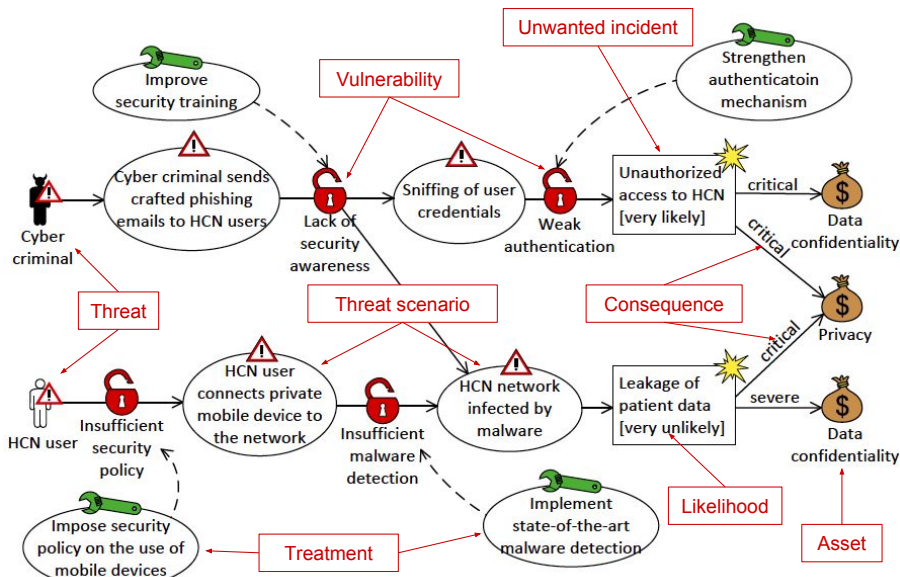 Unwanted incident
Improve
security training
Vulnerability
Strengthen
authenticatoin
mechanism
Cyber criminal sends
crafted phishing
emails to HCN users
Sniffing of user
credentials
Unauthorized
access to HCN
[very likely]
critical
Cyber
criminal
Lack of
security
awareness
Weak
authentication
Data
confidentiality
critical
Threat
Threat scenario
Consequence
Privacy
critical
HCN user
connects private
mobile device to
the network
HCN network
infected by
malware
Leakage of
patient data
[very unlikely]
severe
HCN user
Insufficient
security
policy
Insufficient
malware
detection
Data
confidentiality
Likelihood
Impose security
policy on the use of
mobile devices
Treatment
Implement
state-of-the-art
malware detection
Asset